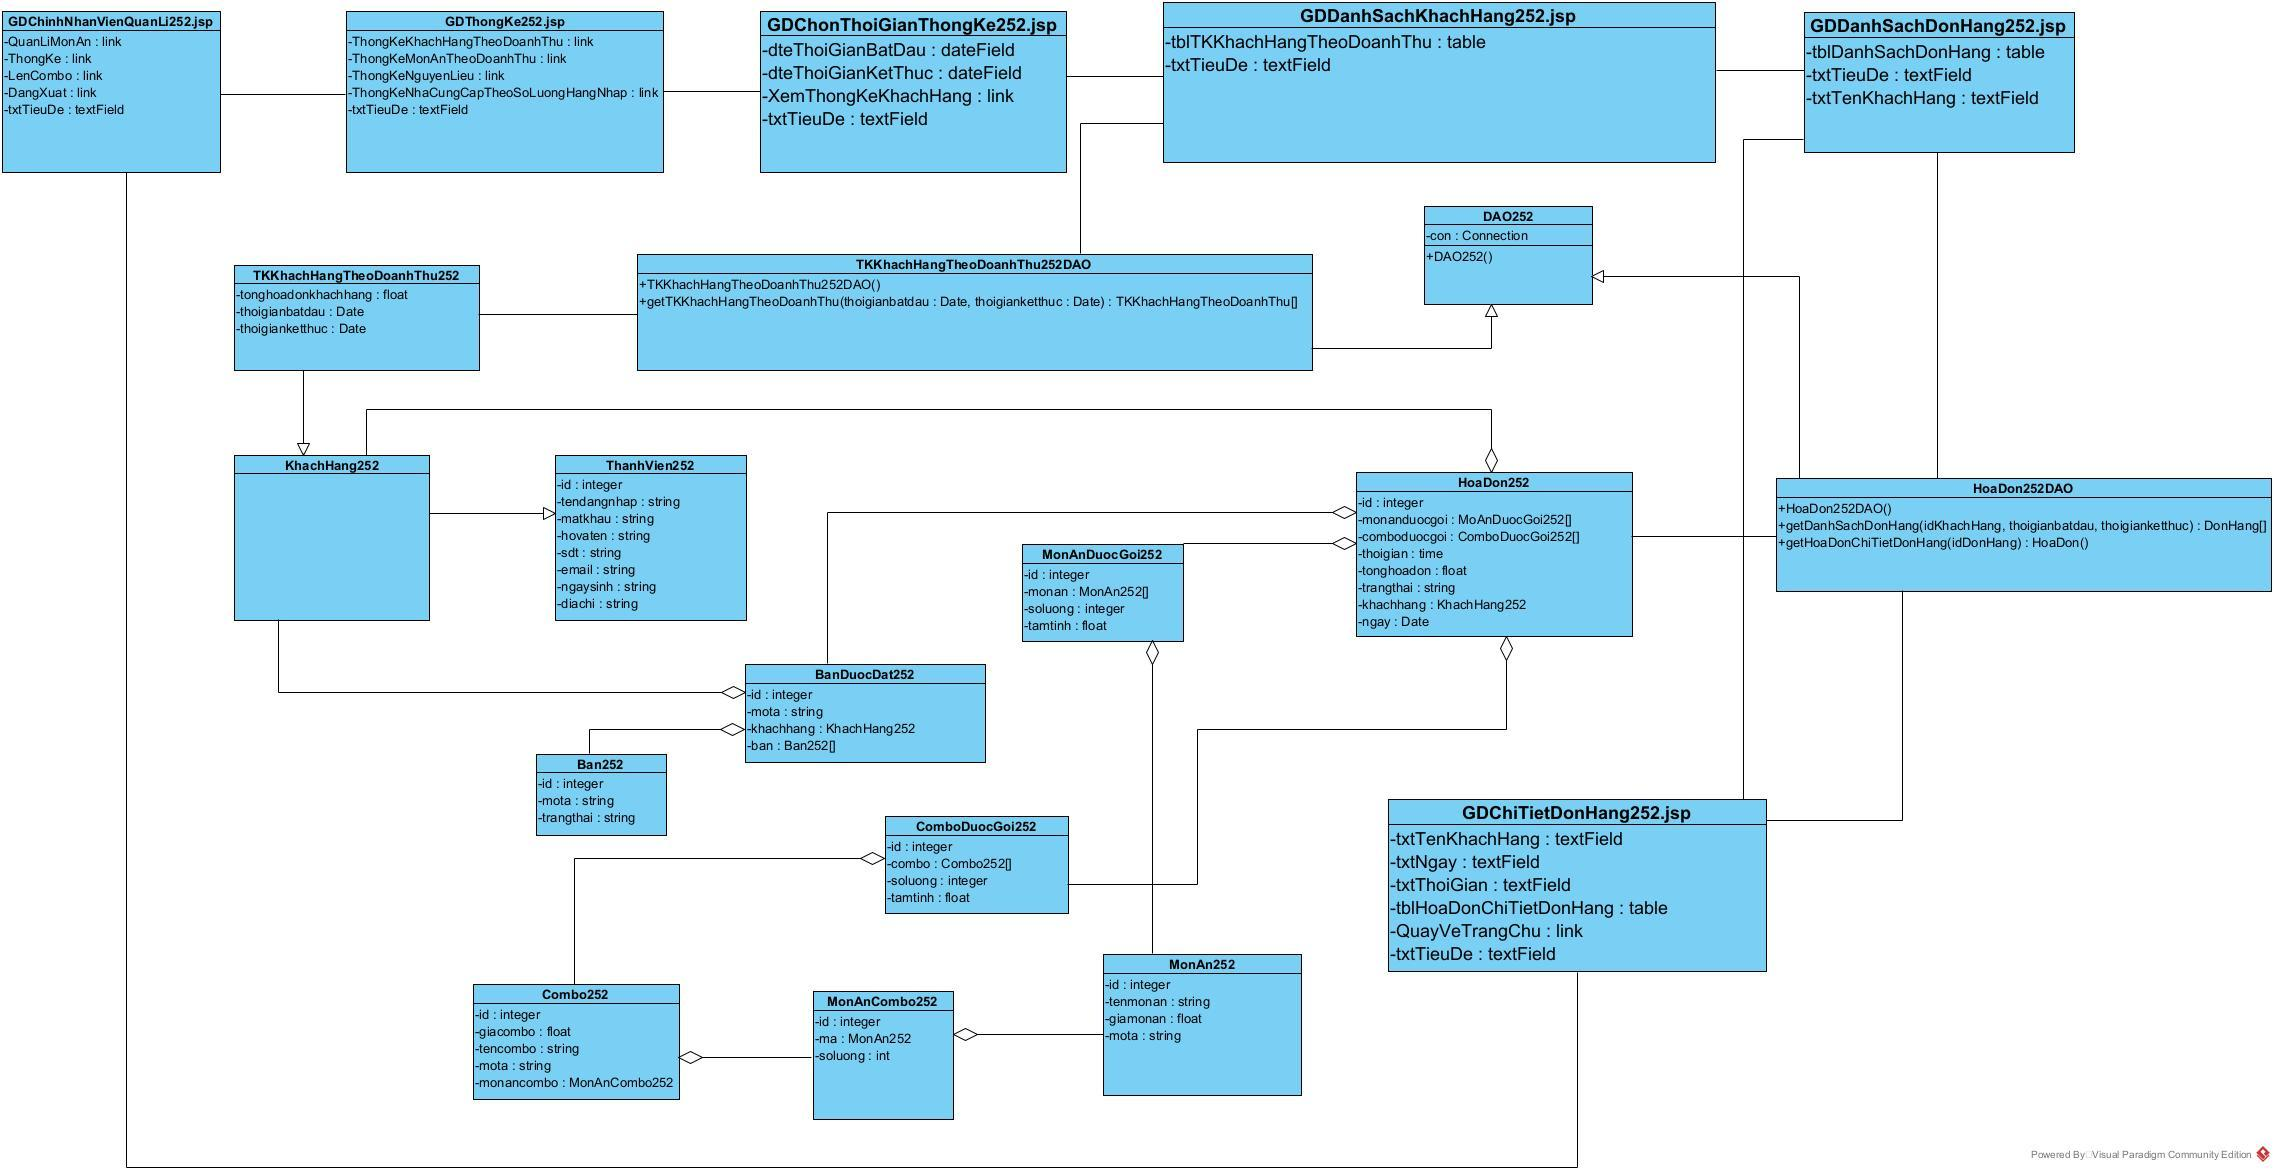 GDChinhNhanVienQuanLi252.jsp
-QuanLiMonAn : link
-ThongKe : link
-LenCombo : link
-DangXuat : link
-txtTieuDe : textField
GDThongKe252.jsp
-ThongKeKhachHangTheoDoanhThu : link
-ThongKeMonAnTheoDoanhThu : link
-ThongKeNguyenLieu : link
-ThongKeNhaCungCapTheoSoLuongHangNhap : link
-txtTieuDe : textField
GDChonThoiGianThongKe252.jsp
-dteThoiGianBatDau : dateField
-dteThoiGianKetThuc : dateField
-XemThongKeKhachHang : link
-txtTieuDe : textField
GDDanhSachKhachHang252.jsp
-tblTKKhachHangTheoDoanhThu : table
-txtTieuDe : textField
GDDanhSachDonHang252.jsp
-tblDanhSachDonHang : table
-txtTieuDe : textField
-txtTenKhachHang : textField
DAO252
-con : Connection
+DAO252()
TKKhachHangTheoDoanhThu252
-tonghoadonkhachhang : float
-thoigianbatdau : Date
-thoigianketthuc : Date
TKKhachHangTheoDoanhThu252DAO
+TKKhachHangTheoDoanhThu252DAO()
+getTKKhachHangTheoDoanhThu(thoigianbatdau : Date, thoigianketthuc : Date) : TKKhachHangTheoDoanhThu[]
KhachHang252
ThanhVien252
-id : integer
-tendangnhap : string
-matkhau : string
-hovaten : string
-sdt : string
-email : string
-ngaysinh : string
-diachi : string
HoaDon252
-id : integer
-monanduocgoi : MoAnDuocGoi252[]
-comboduocgoi : ComboDuocGoi252[]
-thoigian : time
-tonghoadon : float
-trangthai : string
-khachhang : KhachHang252
-ngay : Date
HoaDon252DAO
+HoaDon252DAO()
+getDanhSachDonHang(idKhachHang, thoigianbatdau, thoigianketthuc) : DonHang[]
+getHoaDonChiTietDonHang(idDonHang) : HoaDon()
MonAnDuocGoi252
-id : integer
-monan : MonAn252[]
-soluong : integer
-tamtinh : float
BanDuocDat252
-id : integer
-mota : string
-khachhang : KhachHang252
-ban : Ban252[]
Ban252
-id : integer
-mota : string
-trangthai : string
ComboDuocGoi252
-id : integer
-combo : Combo252[]
-soluong : integer
-tamtinh : float
GDChiTietDonHang252.jsp
-txtTenKhachHang : textField
-txtNgay : textField
-txtThoiGian : textField
-tblHoaDonChiTietDonHang : table
-QuayVeTrangChu : link
-txtTieuDe : textField
Combo252
-id : integer
-giacombo : float
-tencombo : string
-mota : string
-monancombo : MonAnCombo252
MonAnCombo252
-id : integer
-ma : MonAn252
-soluong : int
MonAn252
-id : integer
-tenmonan : string
-giamonan : float
-mota : string
Powered By Visual Paradigm Community Edition